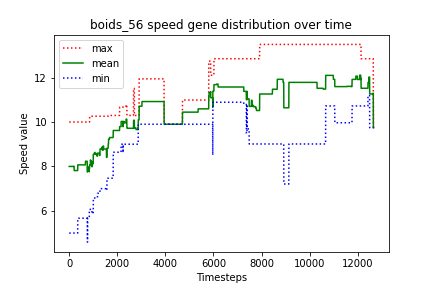 boids_56 speed gene distribution over time
max
mean
min
Speed value
12
10
8
6
0 2000 4000 6000 8000 10000 12000
Timesteps